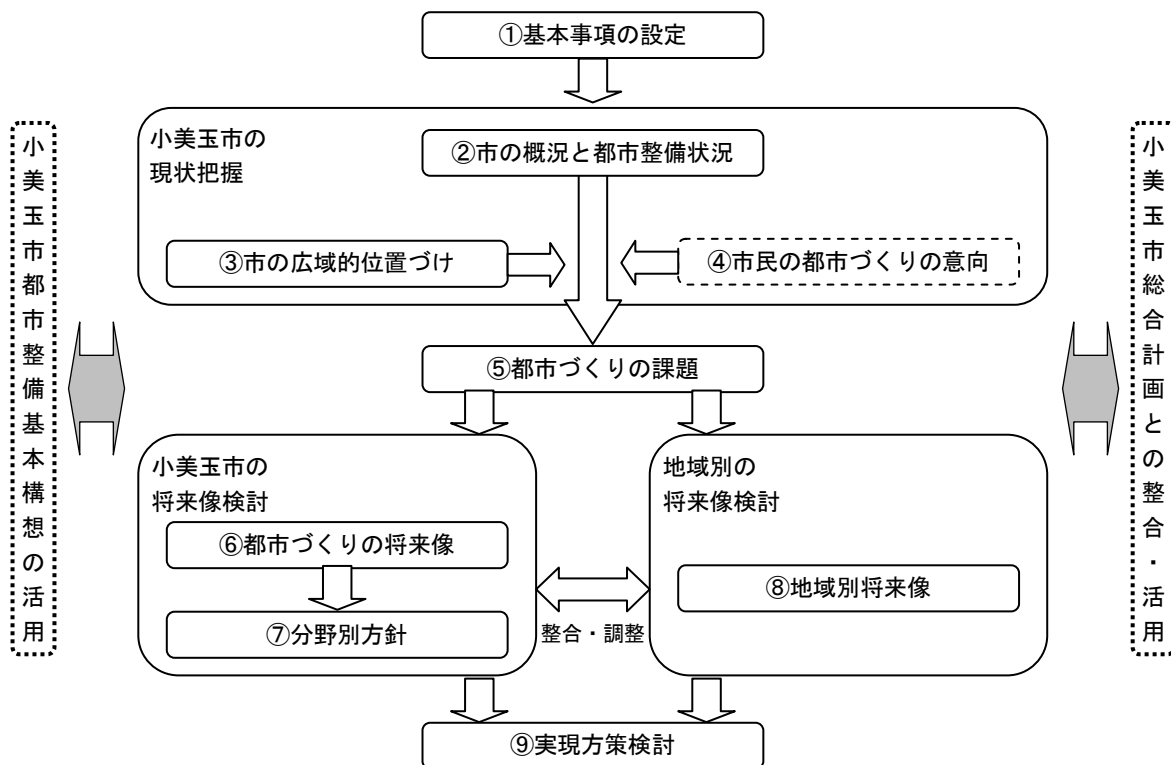 ①基本事項の設定
小美玉市の
現状把握
②市の概況と都市整備状況
③市の広域的位置づけ
④市民の都市づくりの意向
⑤都市づくりの課題
小美玉市の
将来像検討
⑥都市づくりの将来像
⑦分野別方針
整合・調整
地域別の
将来像検討
⑧地域別将来像
⑨実現方策検討
小美玉市都市整備基本構想の活用
小美玉市総合計画との整合・活用